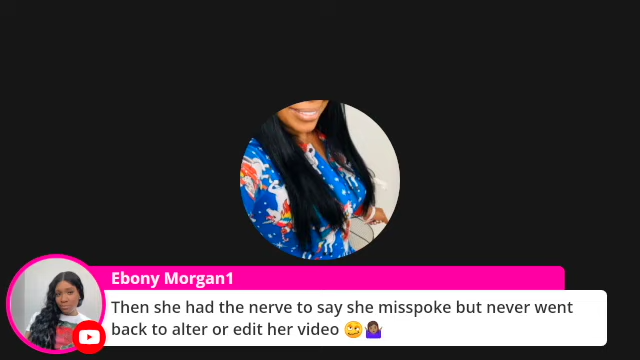 Ebony Morgan1
Then she had the nerve to say she misspoke but never went
back to alter or edit her video 🥴🤷🏾‍♀️